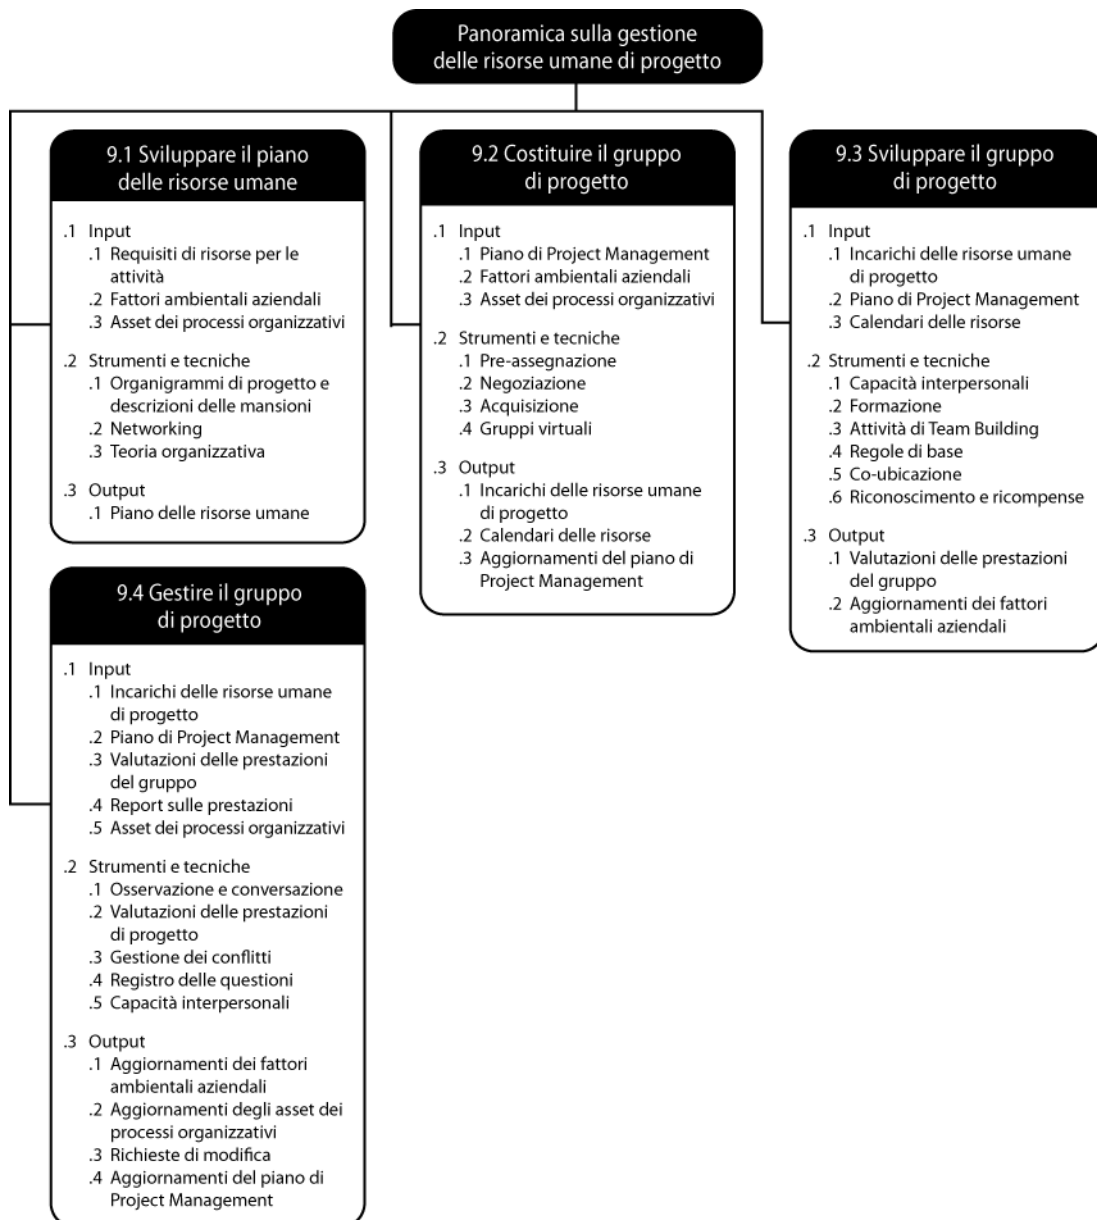 Panoramica sulla gestione
delle risorse umane di progetto
9.1 Sviluppare il piano
delle risorse umane
.1 Input
.1 Requisiti di risorse per le
attività
.2 Fattori ambientali aziendali
.3 Asset dei processi organizzativi
.2 Strumenti e tecniche
.1 Organigrammi di progetto e
descrizioni delle mansioni
.2 Networking
.3 Teoria organizzativa
.3 Output
.1 Piano delle risorse umane
9.2 Costituire il gruppo
di progetto
.1 Input
.1 Piano di Project Management
.2 Fattori ambientali aziendali
.3 Asset dei processi organizzativi
.2 Strumenti e tecniche
.1 Pre-assegnazione
.2 Negoziazione
.3 Acquisizione
.4 Gruppi virtuali
.3 Output
.1 Incarichi delle risorse umane
di progetto
.2 Calendari delle risorse
.3 Aggiornamenti del piano di
Project Management
9.3 Sviluppare il gruppo
di progetto
.1 Input
.1 Incarichi delle risorse umane
di progetto
.2 Piano di Project Management
.3 Calendari delle risorse
.2 Strumenti e tecniche
.1 Capacità interpersonali
.2 Formazione
.3 Attività di Team Building
.4 Regole di base
.5 Co-ubicazione
.6 Riconoscimento e ricompense
.3 Output
.1 Valutazioni delle prestazioni
del gruppo
.2 Aggiornamenti dei fattori
ambientali aziendali
9.4 Gestire il gruppo
di progetto
.1 Input
.1 Incarichi delle risorse umane
di progetto
.2 Piano di Project Management
.3 Valutazioni delle prestazioni
del gruppo
.4 Report sulle prestazioni
.5 Asset dei processi organizzativi
.2 Strumenti e tecniche
.1 Osservazione e conversazione
.2 Valutazioni delle prestazioni
di progetto
.3 Gestione dei conflitti
.4 Registro delle questioni
.5 Capacità interpersonali
.3 Output
.1 Aggiornamenti dei fattori
ambientali aziendali
.2 Aggiornamenti degli asset dei
processi organizzativi
.3 Richieste di modifica
.4 Aggiornamenti del piano di
Project Management